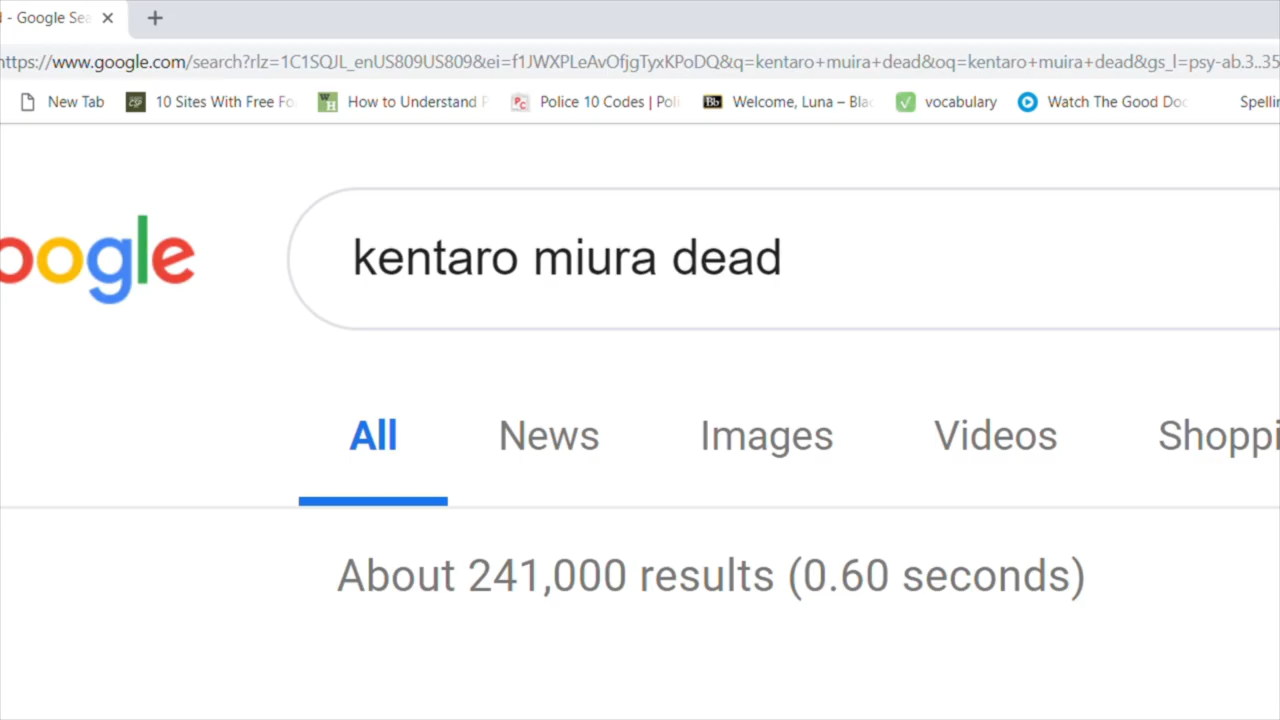 - Google Sea
https://www.google.com/search?rlz=1C1SQJL_enUS809US809&ei=f1JWXPLeAvOfjgTyxKPoDQ&q=kentaro+muira+dead&oq=kentaro+muira+dead&gs_l=psy-ab.3..35
New Tab 10 Sites With Free Fo How to Understand P Police 10 Codes | Poli Bb Welcome, Luna – Blac vocabulary Watch The Good Doc Spellin
oogle kentaro miura dead
All News Images Videos Shoppi
About 241,000 results (0.60 seconds)